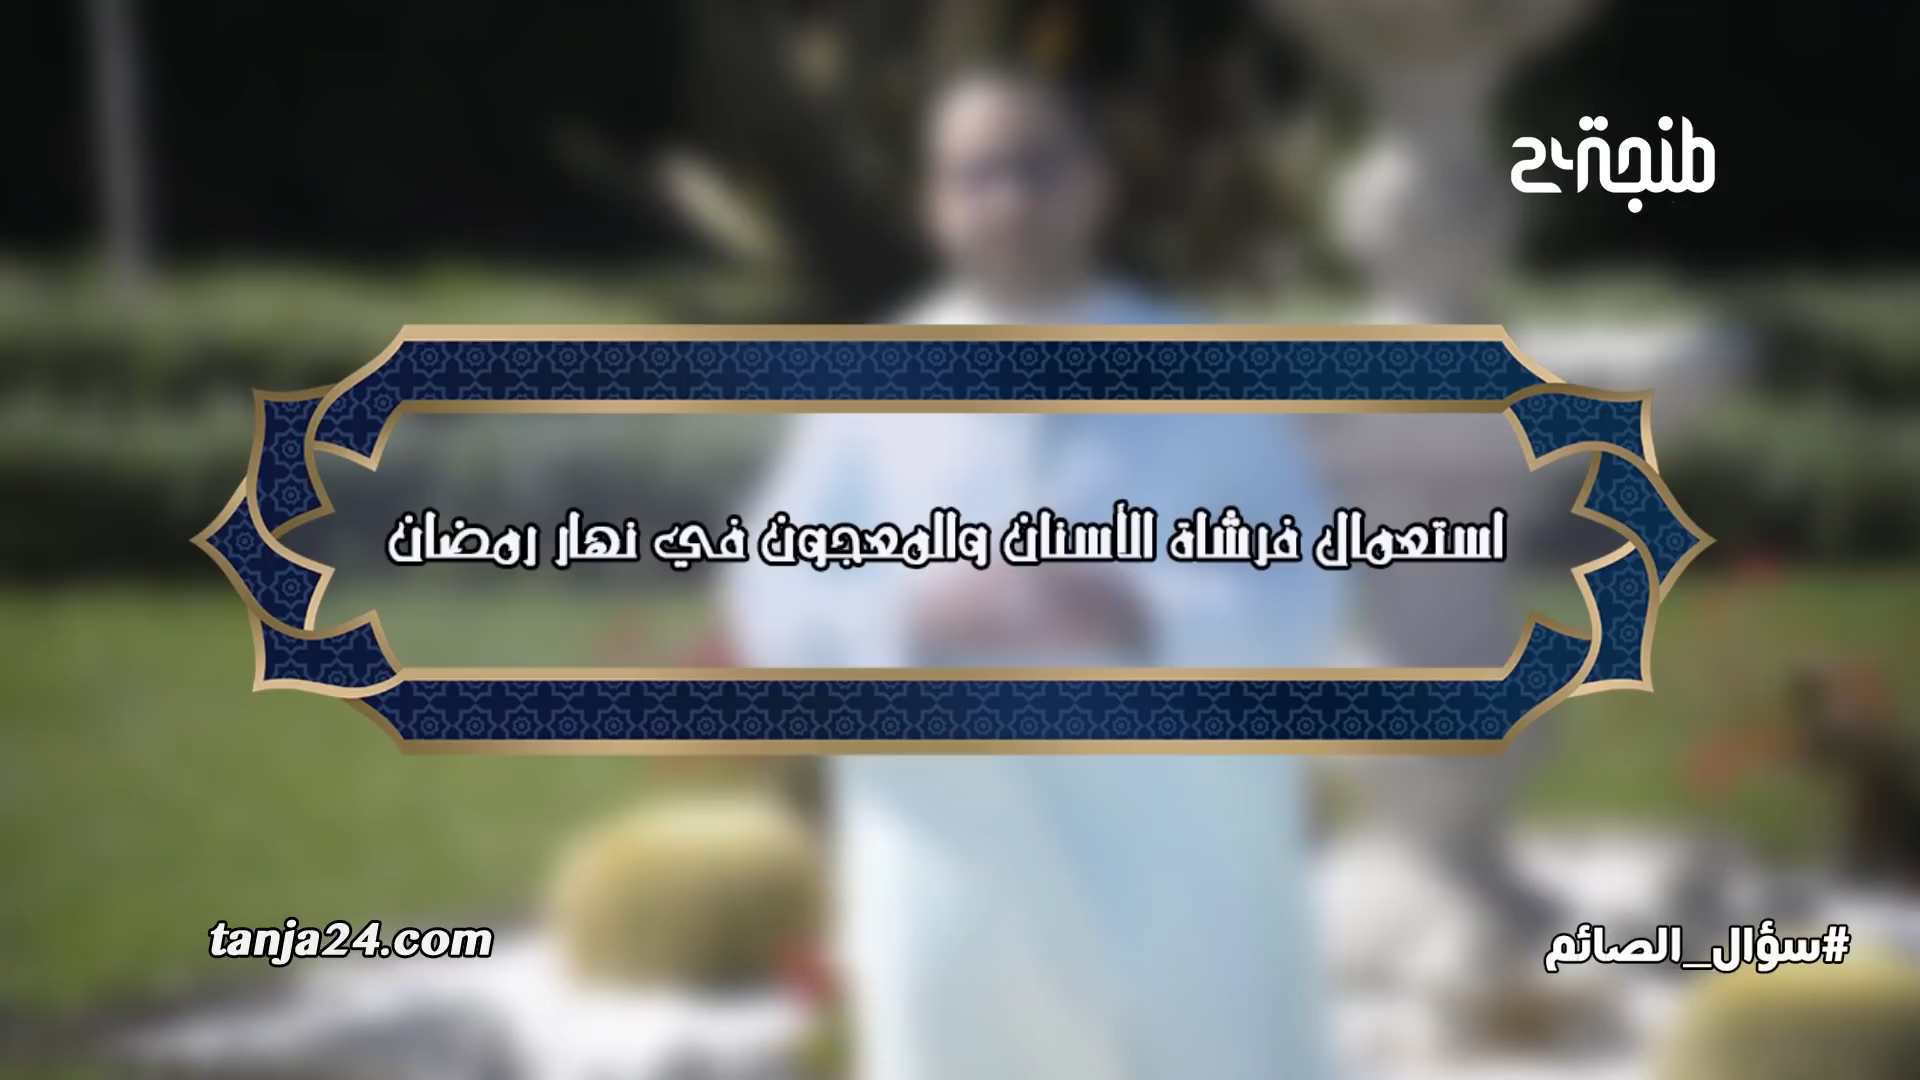 طنجة24
استعمال فرشاة الأسنان والمعجون في نهار رمضان
tanja24.com
#سؤال_الصائم